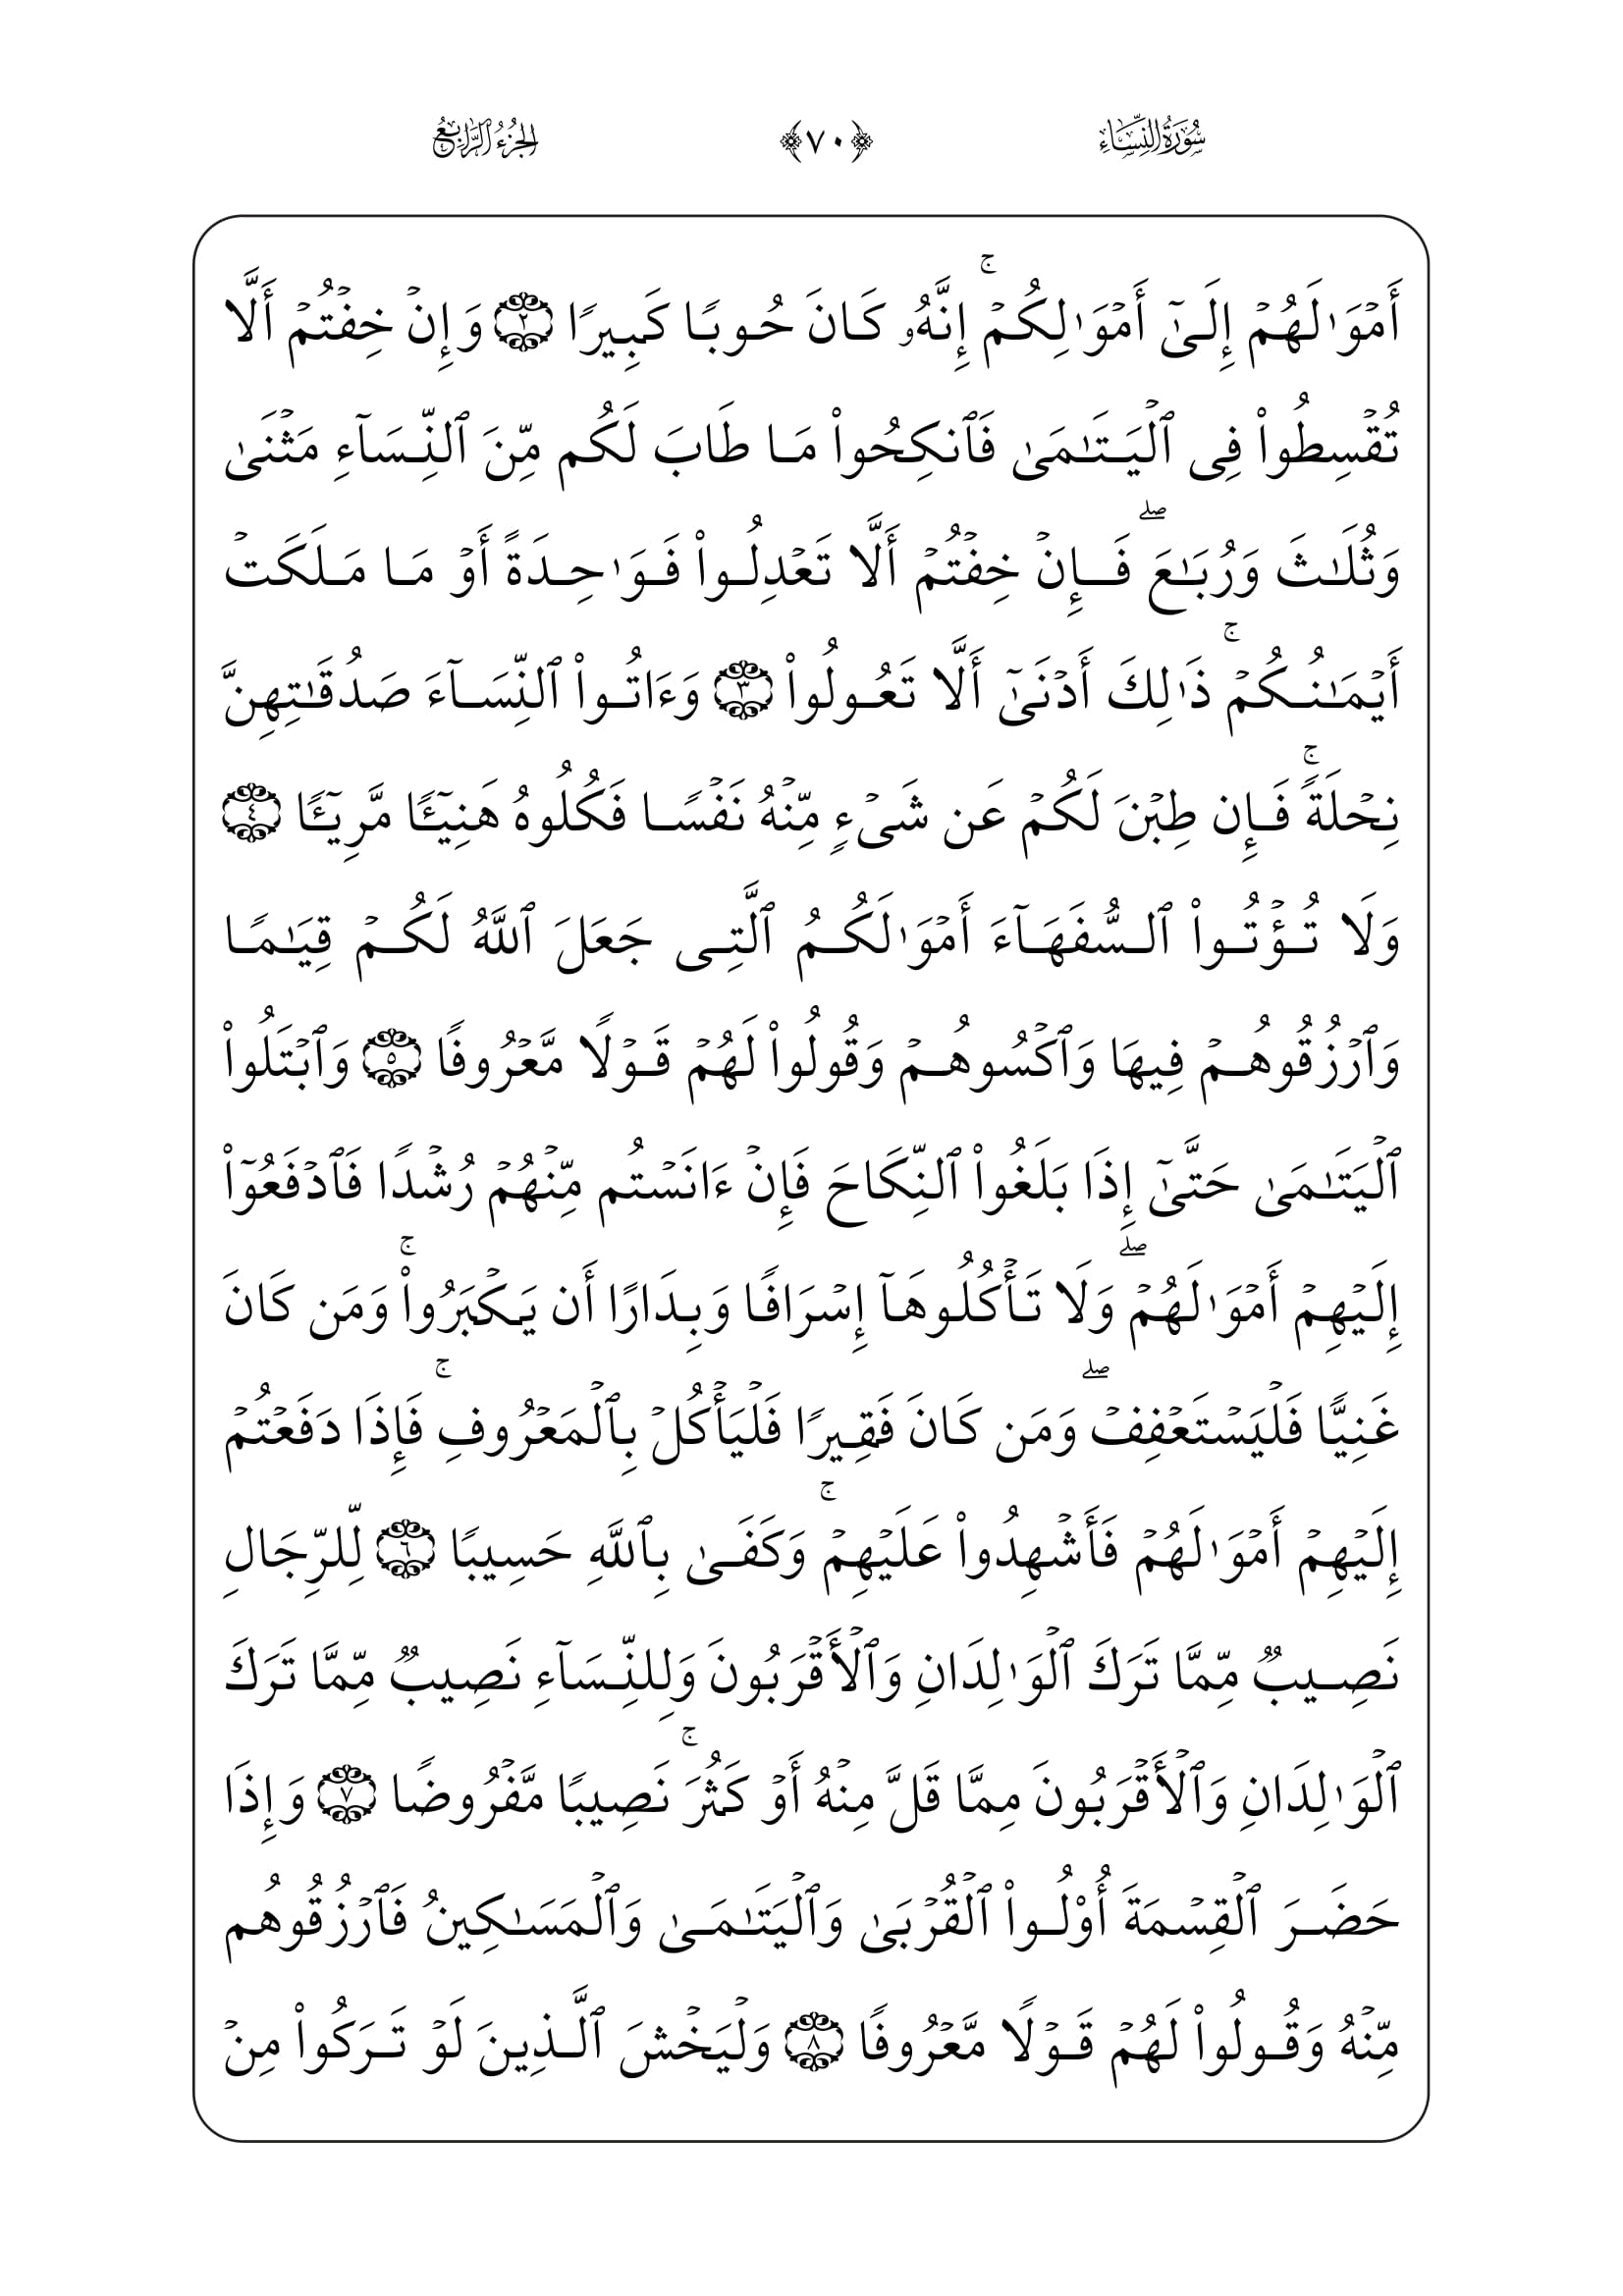 سُورَةُ النِّسَاءِ ﴿٧٠﴾ الجُزْءُ الرَّابِعُ
أَمۡوَٰلَهُمۡ إِلَىٰٓ أَمۡوَٰلِكُمۡۚ إِنَّهُۥ كَانَ حُوبًا كَبِيرًا ٢ وَإِنۡ خِفۡتُمۡ أَلَّا
تُقۡسِطُواْ فِي ٱلۡيَتَٰمَىٰ فَٱنكِحُواْ مَا طَابَ لَكُم مِّنَ ٱلنِّسَآءِ مَثۡنَىٰ
وَثُلَٰثَ وَرُبَٰعَۖ فَإِنۡ خِفۡتُمۡ أَلَّا تَعۡدِلُواْ فَوَٰحِدَةً أَوۡ مَا مَلَكَتۡ
أَيۡمَٰنُكُمۡۚ ذَٰلِكَ أَدۡنَىٰٓ أَلَّا تَعُولُواْ ٣ وَءَاتُواْ ٱلنِّسَآءَ صَدُقَٰتِهِنَّ
نِحۡلَةٗۚ فَإِن طِبۡنَ لَكُمۡ عَن شَيۡءٖ مِّنۡهُ نَفۡسًا فَكُلُوهُ هَنِيٓـًٔا مَّرِيٓـًٔا ٤
وَلَا تُؤۡتُواْ ٱلسُّفَهَآءَ أَمۡوَٰلَكُمُ ٱلَّتِي جَعَلَ ٱللَّهُ لَكُمۡ قِيَٰمًا
وَٱرۡزُقُوهُمۡ فِيهَا وَٱكۡسُوهُمۡ وَقُولُواْ لَهُمۡ قَوۡلًا مَّعۡرُوفًا ٥ وَٱبۡتَلُواْ
ٱلۡيَتَٰمَىٰ حَتَّىٰٓ إِذَا بَلَغُواْ ٱلنِّكَاحَ فَإِنۡ ءَانَسۡتُم مِّنۡهُمۡ رُشۡدًا فَٱدۡفَعُوٓاْ
إِلَيۡهِمۡ أَمۡوَٰلَهُمۡۖ وَلَا تَأۡكُلُوهَآ إِسۡرَافًا وَبِدَارًا أَن يَكۡبَرُواْۚ وَمَن كَانَ
غَنِيًّا فَلۡيَسۡتَعۡفِفۡۖ وَمَن كَانَ فَقِيرًا فَلۡيَأۡكُلۡ بِٱلۡمَعۡرُوفِۚ فَإِذَا دَفَعۡتُمۡ
إِلَيۡهِمۡ أَمۡوَٰلَهُمۡ فَأَشۡهِدُواْ عَلَيۡهِمۡۚ وَكَفَىٰ بِٱللَّهِ حَسِيبًا ٦ لِّلرِّجَالِ
نَصِيبٌ مِّمَّا تَرَكَ ٱلۡوَٰلِدَانِ وَٱلۡأَقۡرَبُونَ وَلِلنِّسَآءِ نَصِيبٌ مِّمَّا تَرَكَ
ٱلۡوَٰلِدَانِ وَٱلۡأَقۡرَبُونَ مِمَّا قَلَّ مِنۡهُ أَوۡ كَثُرَۚ نَصِيبًا مَّفۡرُوضًا ٧ وَإِذَا
حَضَرَ ٱلۡقِسۡمَةَ أُوْلُواْ ٱلۡقُرۡبَىٰ وَٱلۡيَتَٰمَىٰ وَٱلۡمَسَٰكِينُ فَٱرۡزُقُوهُم
مِّنۡهُ وَقُولُواْ لَهُمۡ قَوۡلًا مَّعۡرُوفًا ٨ وَلۡيَخۡشَ ٱلَّذِينَ لَوۡ تَرَكُواْ مِنۡ